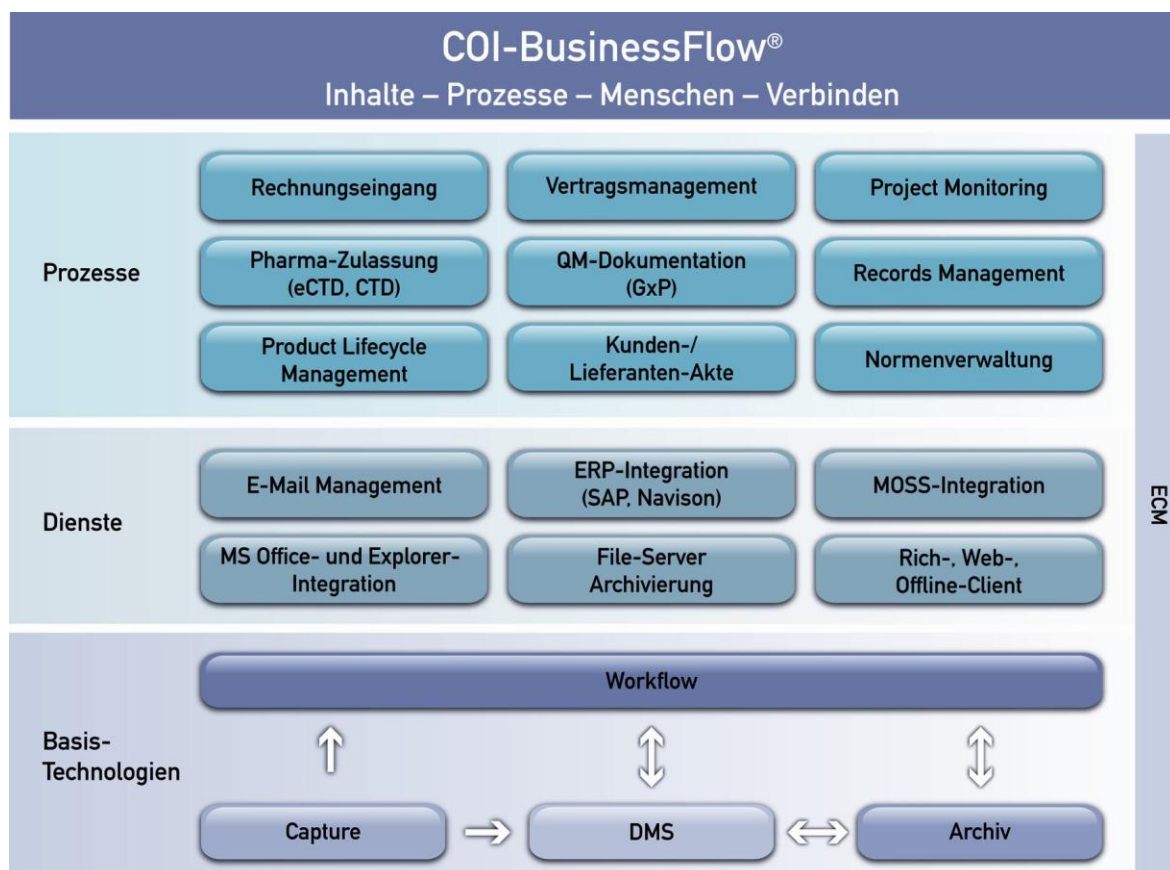 COI-BusinessFlow®
Inhalte – Prozesse – Menschen – Verbinden
Prozesse
Rechnungseingang
Vertragsmanagement
Project Monitoring
Pharma-Zulassung
(eCTD, CTD)
QM-Dokumentation
(GxP)
Records Management
Product Lifecycle
Management
Kunden-/
Lieferanten-Akte
Normenverwaltung
Dienste
E-Mail Management
ERP-Integration
(SAP, Navison)
MOSS-Integration
MS Office- und Explorer-
Integration
File-Server
Archivierung
Rich-, Web-,
Offline-Client
ECM
Basis-
Technologien
Workflow
Capture
DMS
Archiv